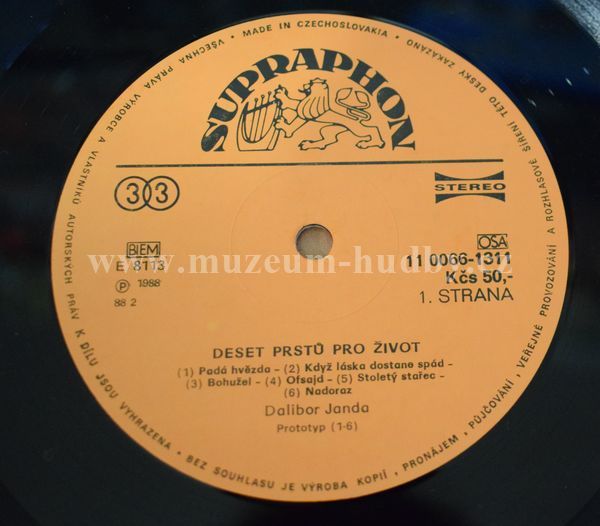 VŠECHNA PRÁVA VÝROBCE A VLASTNÍKŮ AUTORSKÝCH PRÁV K DÍLU JSOU VYHRAZENA • BEZ SOUHLASU JE VÝROBA KOPIÍ, PRONÁJEM, PŮJČOVÁNÍ, VEŘEJNÉ PROVOZOVÁNÍ A ROZHLASOVÉ ŠÍŘENÍ TÉTO DESKY ZAKÁZÁNO • MADE IN CZECHOSLOVAKIA •
SUPRAPHON
33
STEREO
BIEM
OSA
E 8113
11 0066-1311
www.muzeum-hudby.cz
Ⓟ 1988
Kčs 50,-
88 2
1. STRANA
DESET PRSTŮ PRO ŽIVOT
(1) Padá hvězda – (2) Když láska dostane spád –
(3) Bohužel – (4) Ofsajd – (5) Stoletý stařec –
(6) Nadoraz
Dalibor Janda
Prototyp (1-6)